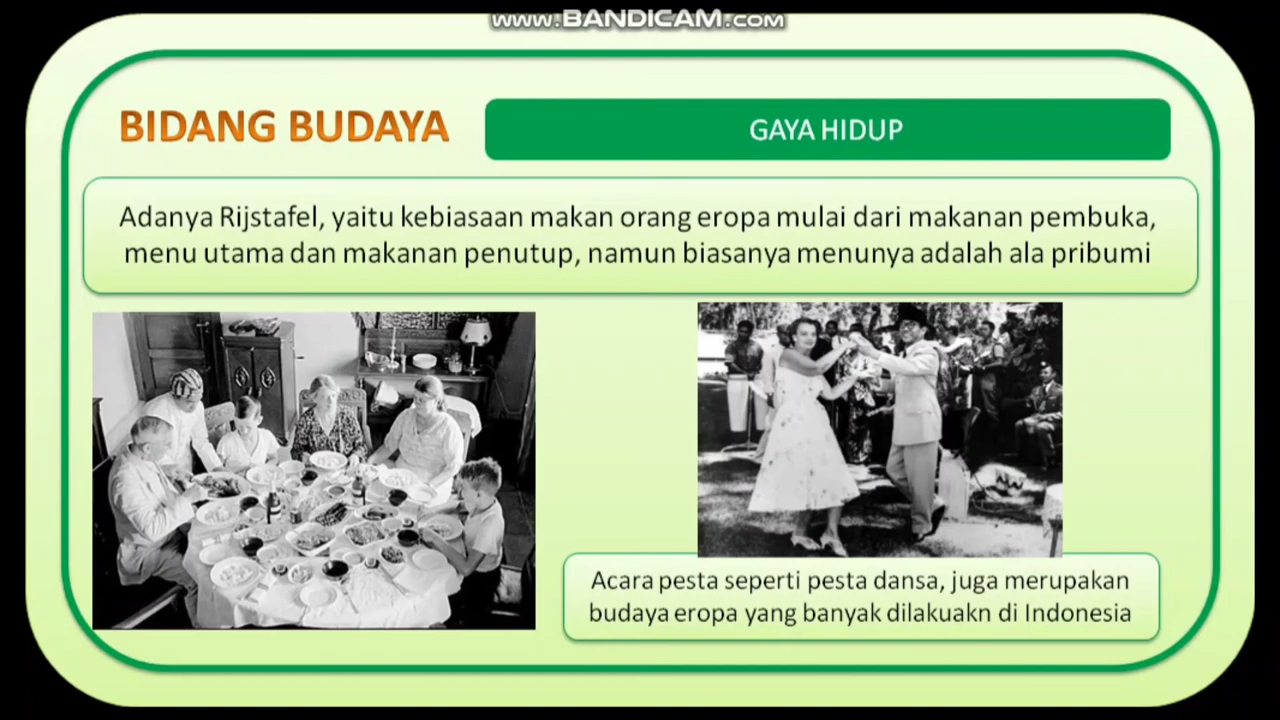 www.BANDICAM.com
BIDANG BUDAYA
GAYA HIDUP
Adanya Rijstafel, yaitu kebiasaan makan orang eropa mulai dari makanan pembuka,
menu utama dan makanan penutup, namun biasanya menunya adalah ala pribumi
Acara pesta seperti pesta dansa, juga merupakan
budaya eropa yang banyak dilakuakn di Indonesia